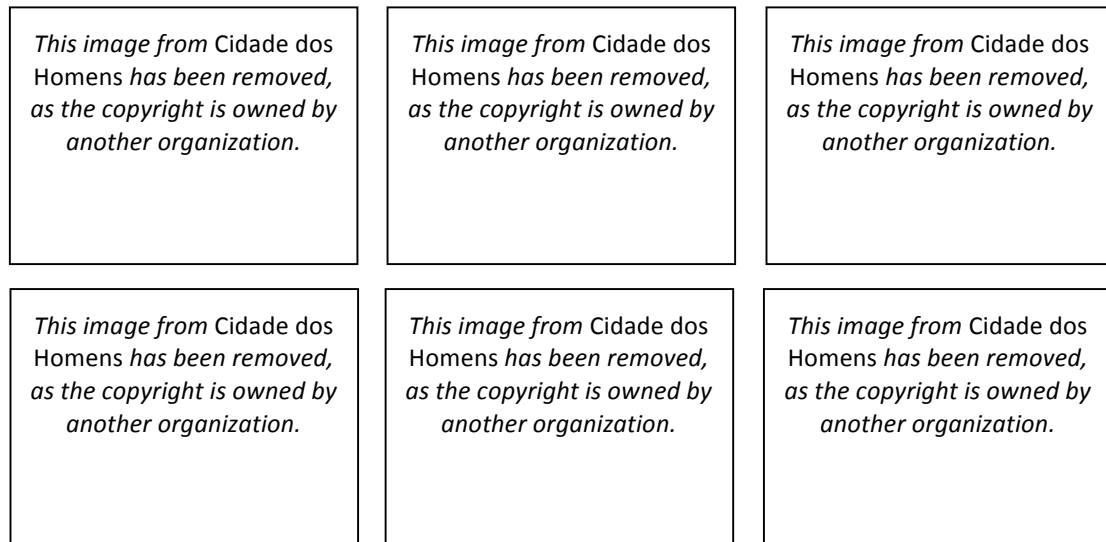 This image from Cidade dos
Homens has been removed,
as the copyright is owned by
another organization.
This image from Cidade dos
Homens has been removed,
as the copyright is owned by
another organization.
This image from Cidade dos
Homens has been removed,
as the copyright is owned by
another organization.
This image from Cidade dos
Homens has been removed,
as the copyright is owned by
another organization.
This image from Cidade dos
Homens has been removed,
as the copyright is owned by
another organization.
This image from Cidade dos
Homens has been removed,
as the copyright is owned by
another organization.